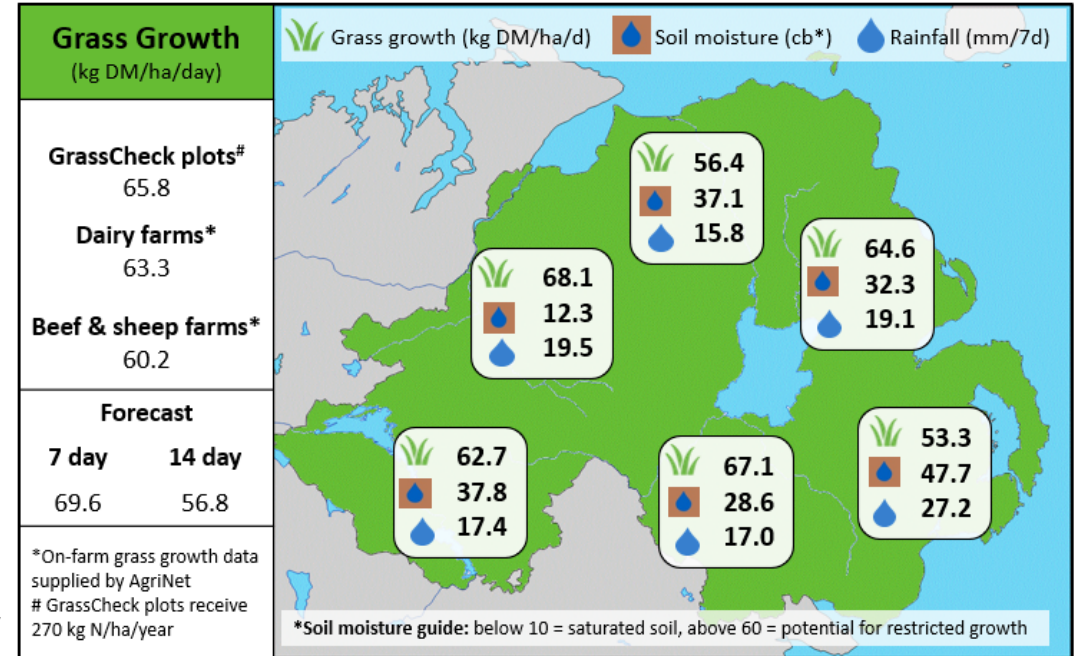 Grass Growth
(kg DM/ha/day)
GrassCheck plots#
65.8
Dairy farms*
63.3
Beef & sheep farms*
60.2
Forecast
7 day 14 day
69.6 56.8
*On-farm grass growth data
supplied by AgriNet
# GrassCheck plots receive
270 kg N/ha/year
Grass growth (kg DM/ha/d) Soil moisture (cb*) Rainfall (mm/7d)
56.4
37.1
15.8
64.6
32.3
19.1
68.1
12.3
19.5
62.7
37.8
17.4
67.1
28.6
17.0
53.3
47.7
27.2
*Soil moisture guide: below 10 = saturated soil, above 60 = potential for restricted growth